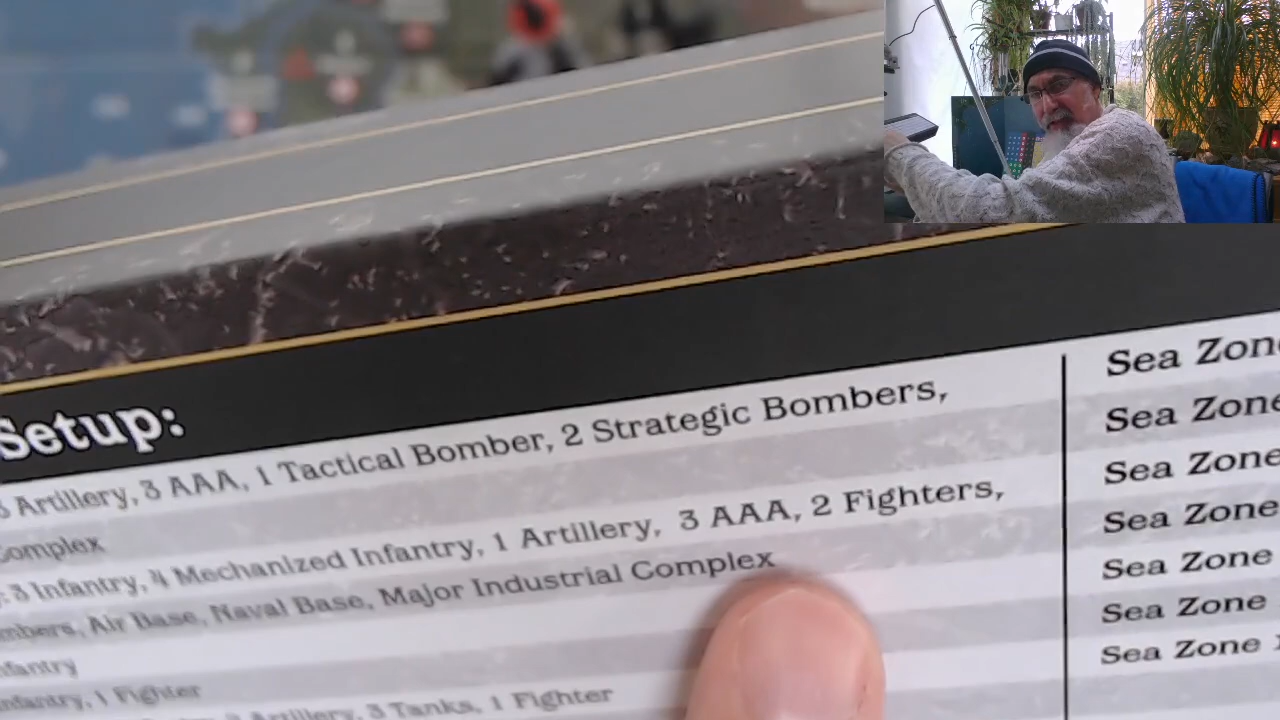 Setup:
3 Artillery, 3 AAA, 1 Tactical Bomber, 2 Strategic Bombers,
Complex
3 Infantry, 4 Mechanized Infantry, 1 Artillery, 3 AAA, 2 Fighters,
mbers, Air Base, Naval Base, Major Industrial Complex
nfantry
nfantry, 1 Fighter
Artillery, 3 Tanks, 1 Fighter
Sea Zone
Sea Zone
Sea Zone
Sea Zone
Sea Zone
Sea Zone
Sea Zone